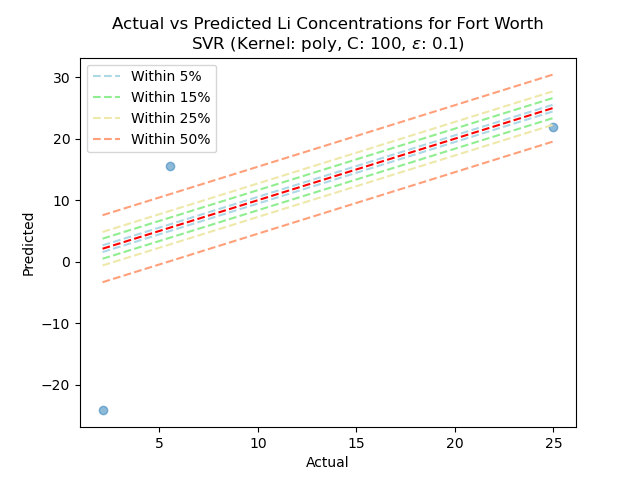 Actual vs Predicted Li Concentrations for Fort Worth
SVR (Kernel: poly, C: 100, ε: 0.1)
Within 5%
Within 15%
Within 25%
Within 50%
30
20
10
0
−10
−20
Predicted
5
10
15
20
25
Actual